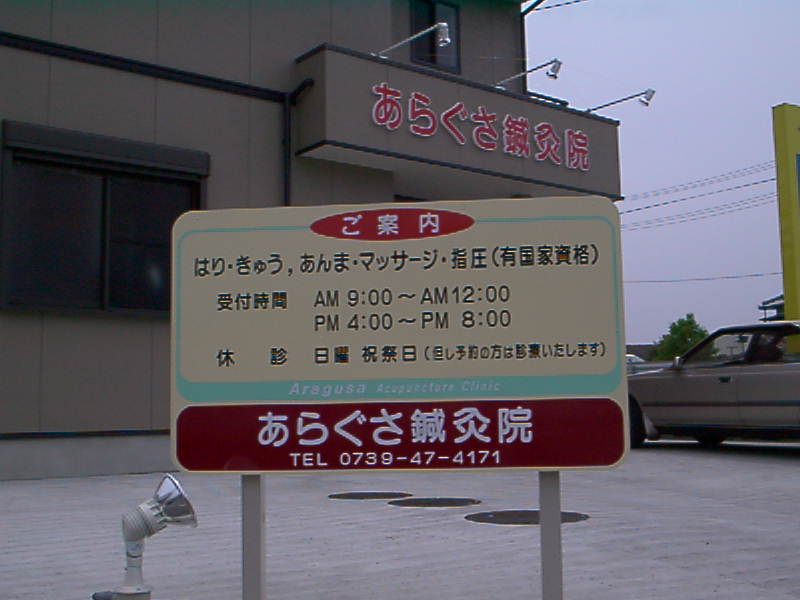 あらぐさ鍼灸院
ご案内
はり・きゅう,あんま・マッサージ・指圧(有国家資格)
受付時間 AM 9:00〜AM12:00
PM 4:00〜PM 8:00
休 診 日曜 祝祭日(但し予約の方は診療いたします)
Aragusa Acupuncture Clinic
あらぐさ鍼灸院
TEL 0739-47-4171